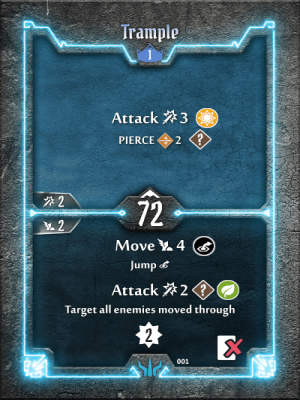 Trample
1
Attack 3
PIERCE 2 ?
2
72
2
Move 4
Jump
Attack 2 ?
Target all enemies moved through
2
001